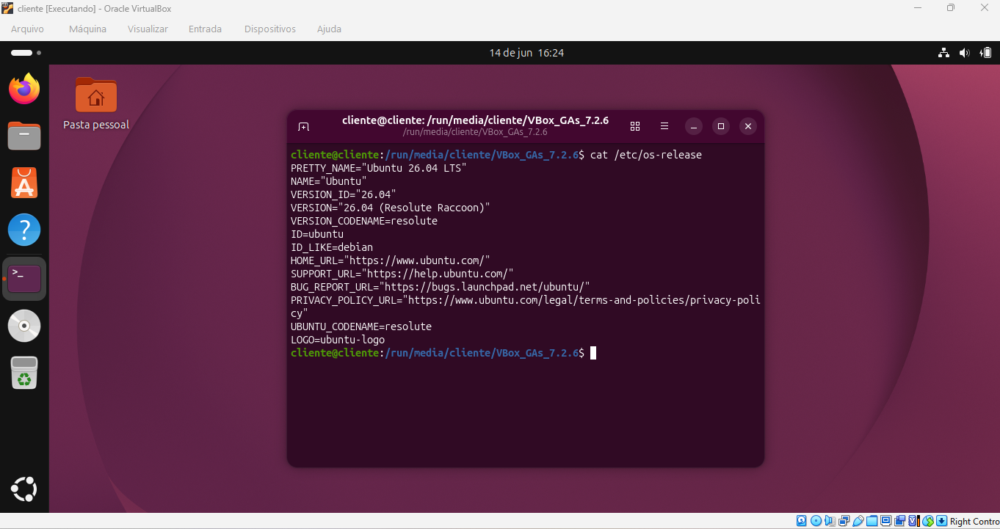 cliente [Executando] - Oracle VirtualBox
Arquivo Máquina Visualizar Entrada Dispositivos Ajuda
14 de jun 16:24
Pasta pessoal
cliente@cliente: /run/media/cliente/VBox_GAs_7.2.6
/run/media/cliente/VBox_GAs_7.2.6
cliente@cliente:/run/media/cliente/VBox_GAs_7.2.6$ cat /etc/os-release
PRETTY_NAME="Ubuntu 26.04 LTS"
NAME="Ubuntu"
VERSION_ID="26.04"
VERSION="26.04 (Resolute Raccoon)"
VERSION_CODENAME=resolute
ID=ubuntu
ID_LIKE=debian
HOME_URL="https://www.ubuntu.com/"
SUPPORT_URL="https://help.ubuntu.com/"
BUG_REPORT_URL="https://bugs.launchpad.net/ubuntu/"
PRIVACY_POLICY_URL="https://www.ubuntu.com/legal/terms-and-policies/privacy-poli
cy"
UBUNTU_CODENAME=resolute
LOGO=ubuntu-logo
cliente@cliente:/run/media/cliente/VBox_GAs_7.2.6$
Right Contro